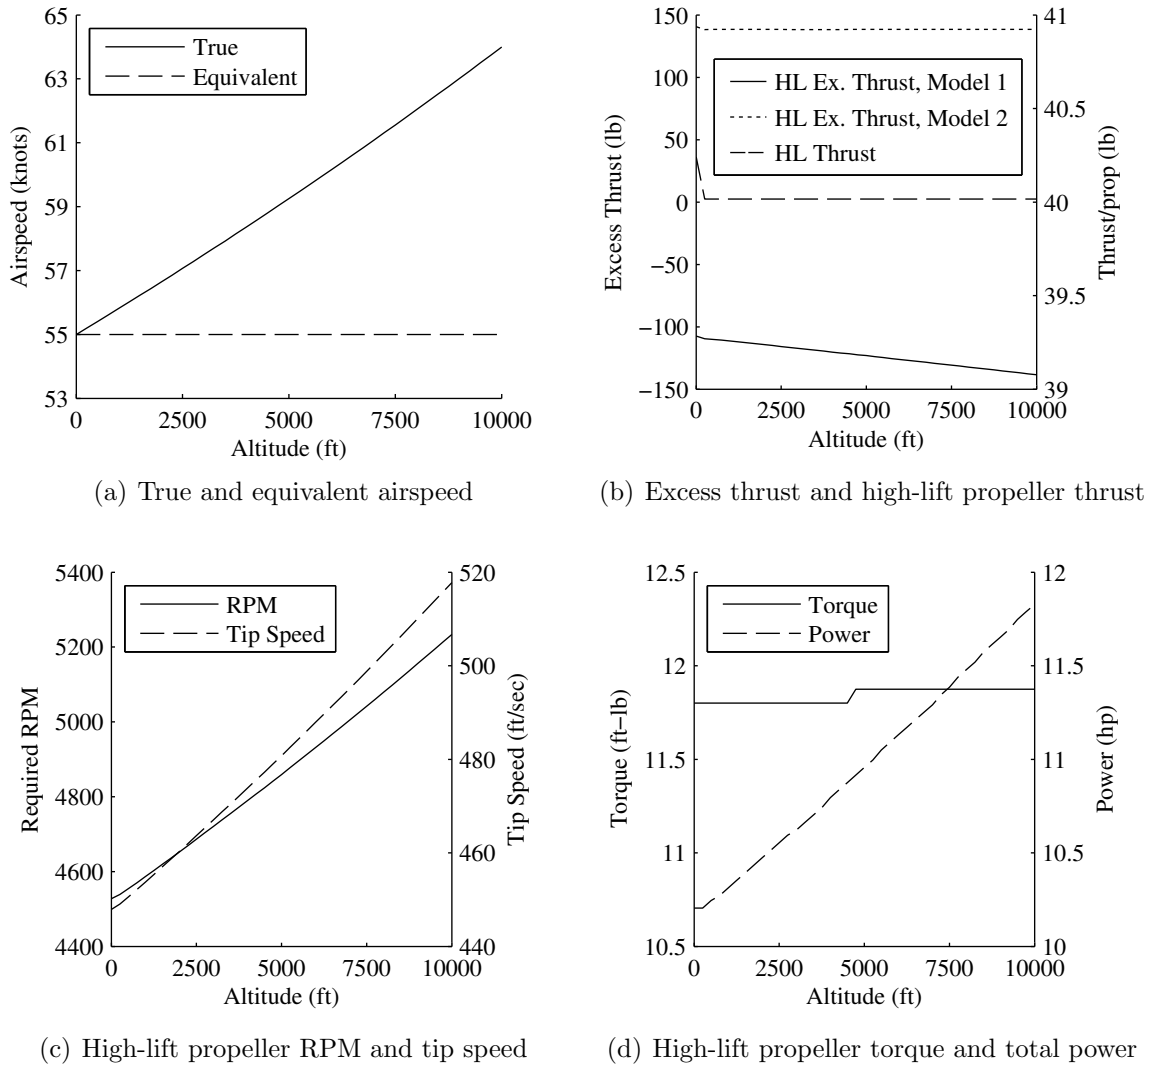 65
63
61
59
57
55
53
Airspeed (knots)
True
Equivalent
0 2500 5000 7500 10000
Altitude (ft)
(a) True and equivalent airspeed
150
100
50
0
−50
−100
−150
Excess Thrust (lb)
HL Ex. Thrust, Model 1
HL Ex. Thrust, Model 2
HL Thrust
41
40.5
40
39.5
39
Thrust/prop (lb)
0 2500 5000 7500 10000
Altitude (ft)
(b) Excess thrust and high-lift propeller thrust
5400
5200
5000
4800
4600
4400
Required RPM
RPM
Tip Speed
520
500
480
460
440
Tip Speed (ft/sec)
0 2500 5000 7500 10000
Altitude (ft)
(c) High-lift propeller RPM and tip speed
12.5
12
11.5
11
10.5
Torque (ft−lb)
Torque
Power
12
11.5
11
10.5
10
Power (hp)
0 2500 5000 7500 10000
Altitude (ft)
(d) High-lift propeller torque and total power